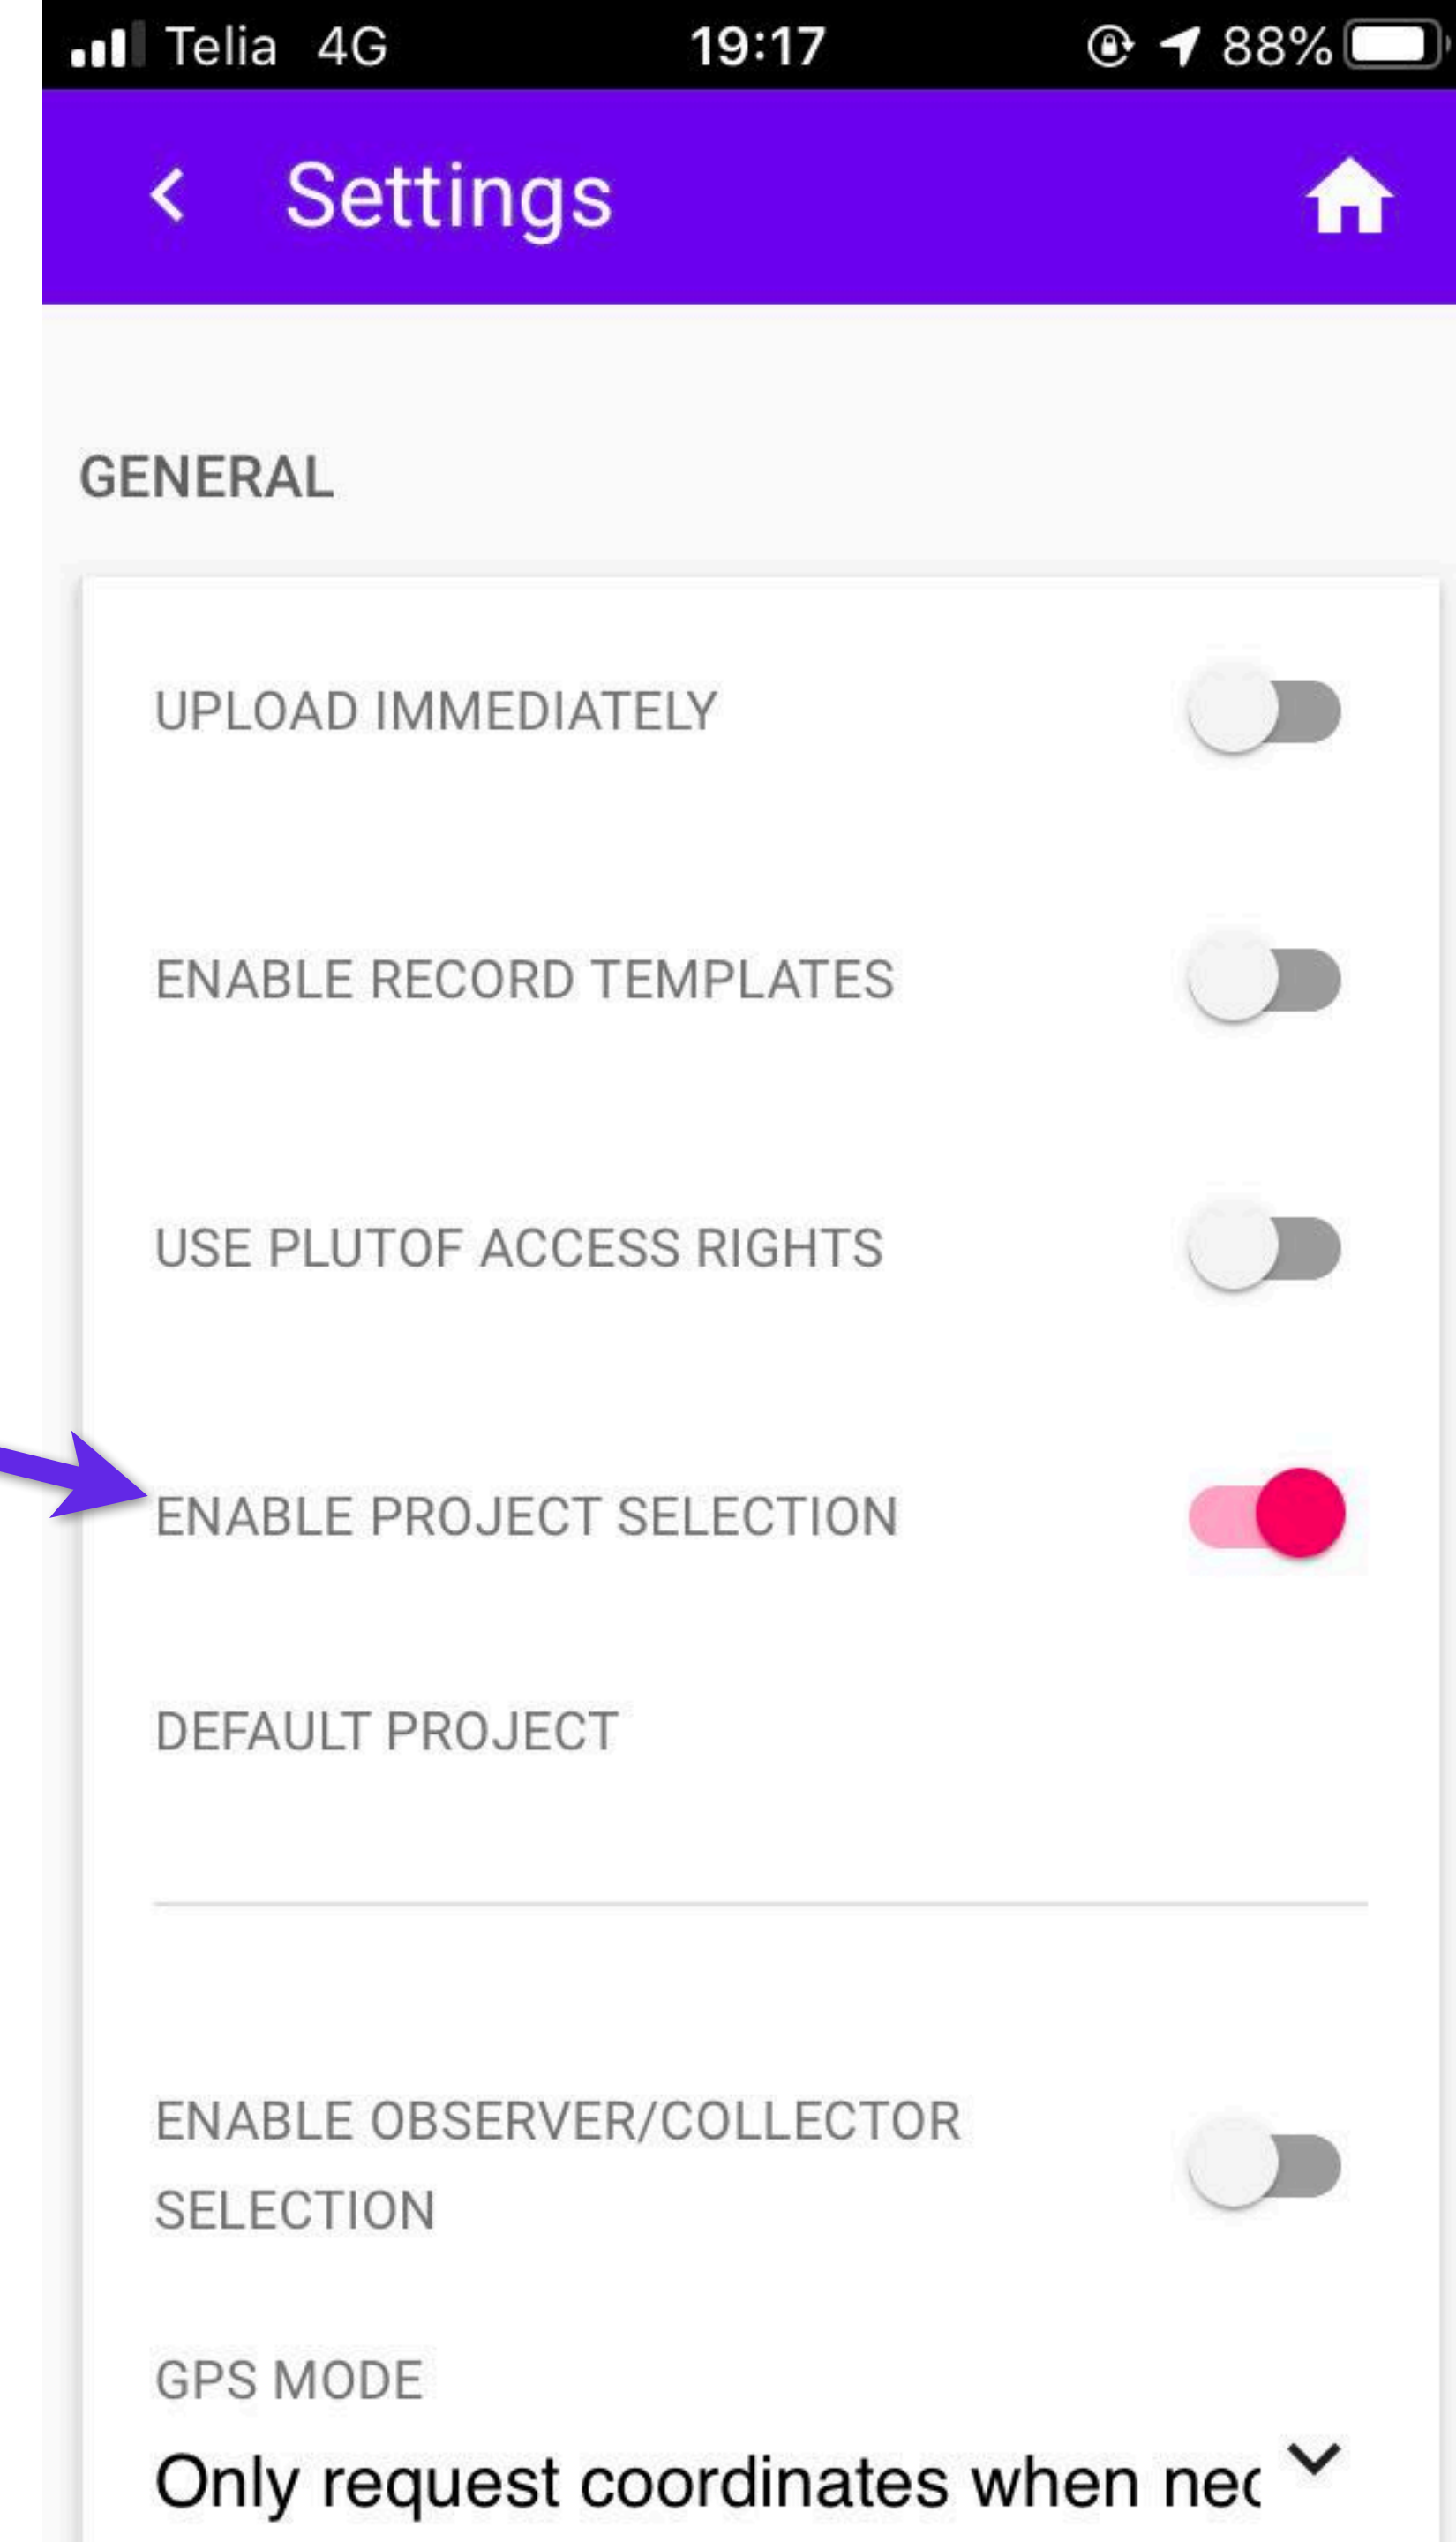 Telia 4G 19:17 88%
Settings
GENERAL
UPLOAD IMMEDIATELY
ENABLE RECORD TEMPLATES
USE PLUTOF ACCESS RIGHTS
ENABLE PROJECT SELECTION
DEFAULT PROJECT
ENABLE OBSERVER/COLLECTOR
SELECTION
GPS MODE
Only request coordinates when nec